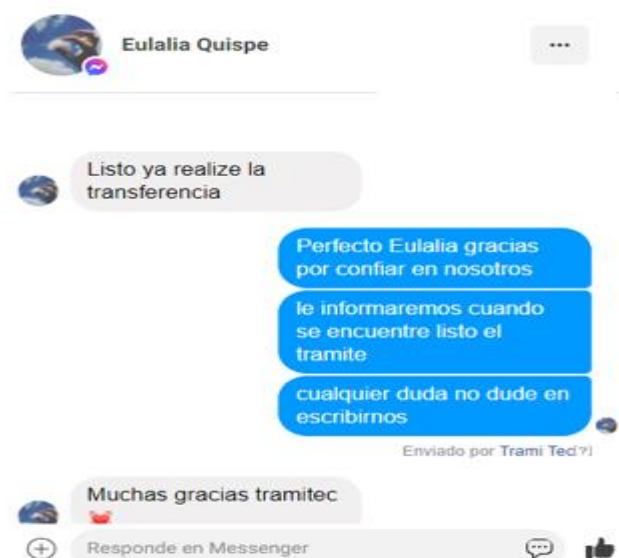 Eulalia Quispe
Listo ya realize la
transferencia
Perfecto Eulalia gracias
por confiar en nosotros
le informaremos cuando
se encuentre listo el
tramite
cualquier duda no dude en
escribirnos
Enviado por Trami Tec[?]
Muchas gracias tramitec
Responde en Messenger